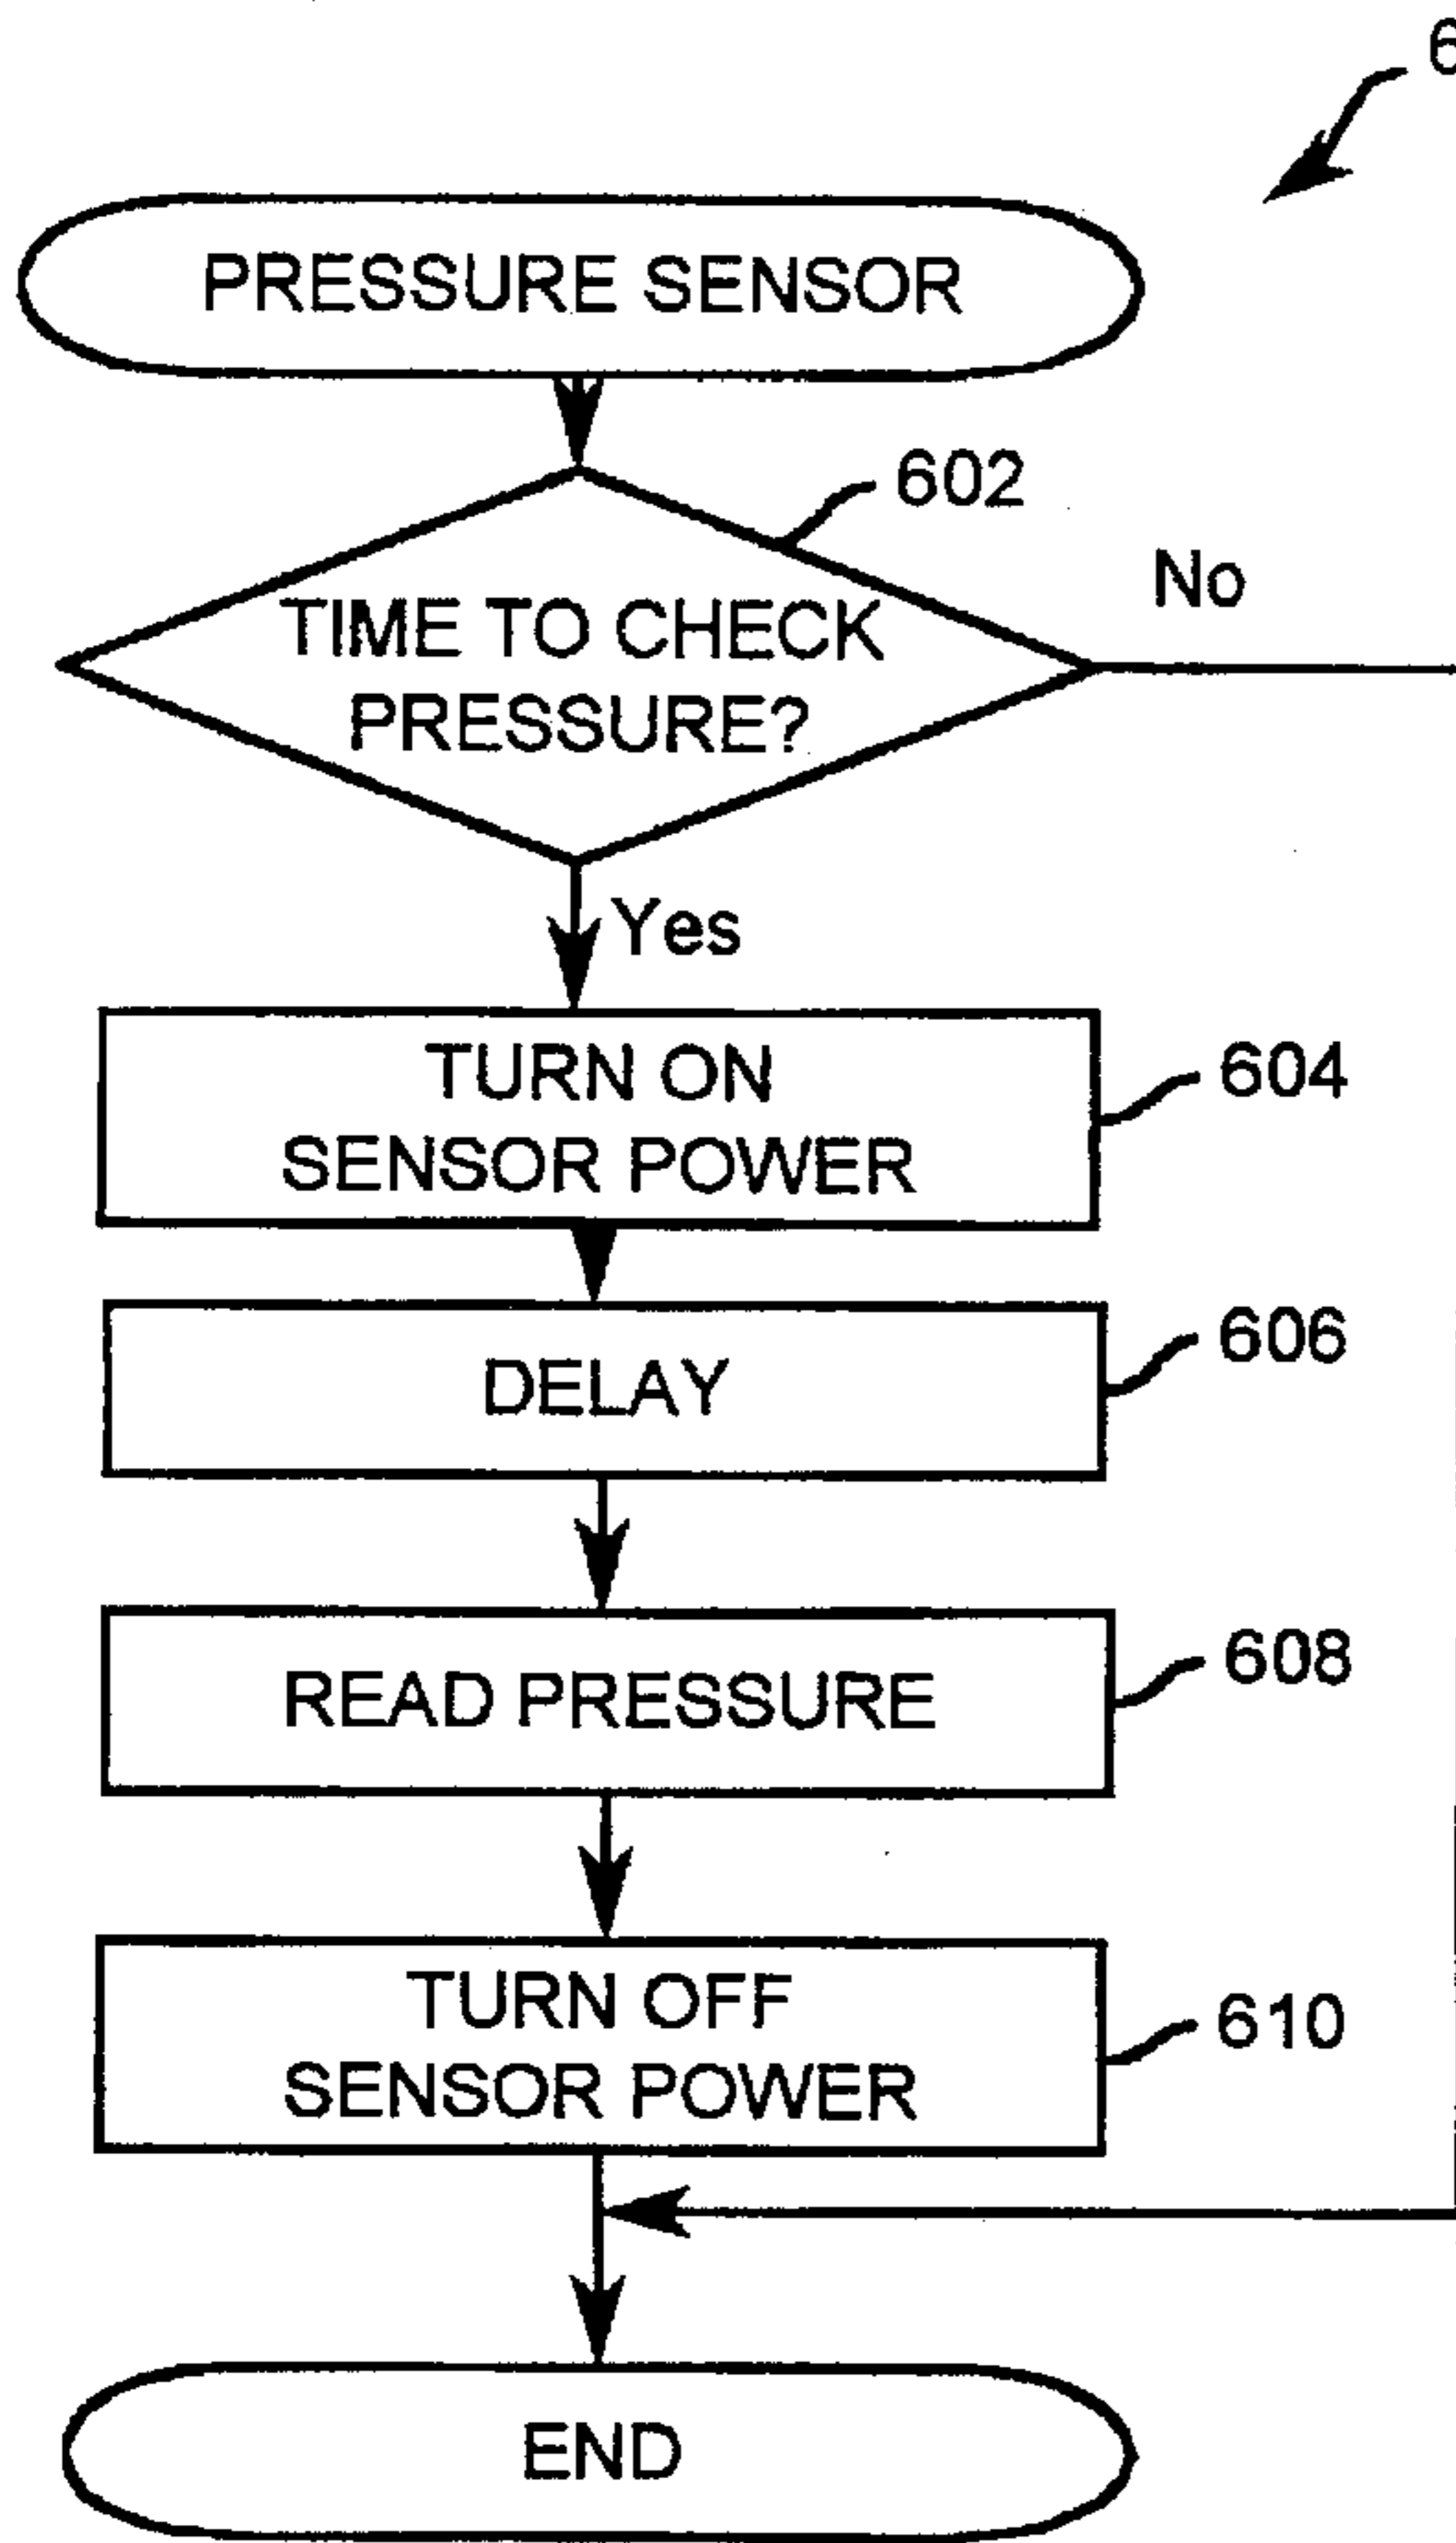 PRESSURE SENSOR
602
TIME TO CHECK
PRESSURE?
No
Yes
TURN ON
SENSOR POWER
604
DELAY
606
READ PRESSURE
608
TURN OFF
SENSOR POWER
610
END